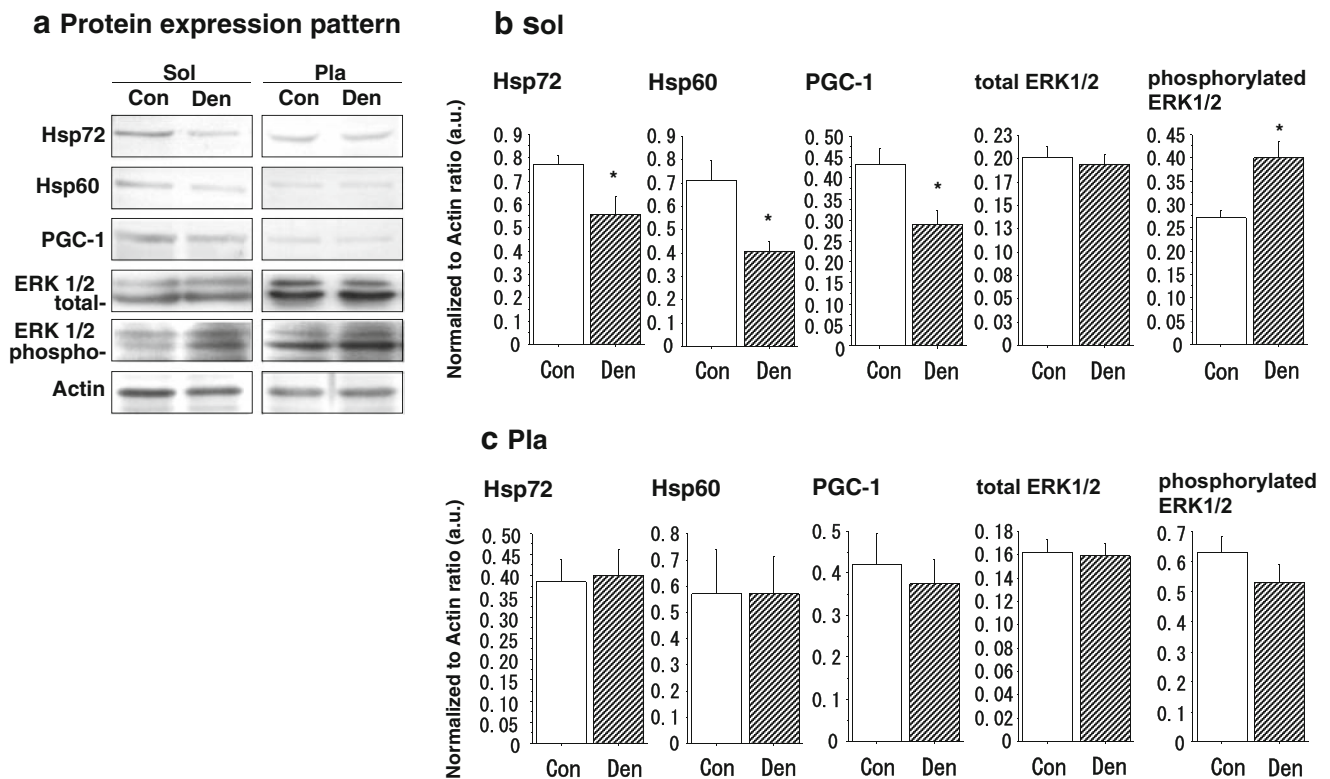 a Protein expression pattern
Sol Pla
Con Den Con Den
Hsp72
Hsp60
PGC-1
ERK 1/2
total-
ERK 1/2
phospho-
Actin
b sol
Normalized to Actin ratio (a.u.)
Hsp72
0.9
0.8
0.7
0.6
0.5
0.4
0.3
0.2
0.1
0
*
Con Den
Hsp60
0.9
0.8
0.7
0.6
0.5
0.4
0.3
0.2
0.1
0
*
Con Den
PGC-1
0.50
0.45
0.40
0.35
0.30
0.25
0.20
0.15
0.10
0.05
0
*
Con Den
total ERK1/2
0.23
0.20
0.17
0.15
0.13
0.10
0.08
0.05
0.03
0
Con Den
phosphorylated
ERK1/2
0.45
0.40
0.35
0.30
0.25
0.20
0.15
0.10
0.05
0
*
Con Den
c Pla
Normalized to Actin ratio (a.u.)
Hsp72
0.50
0.45
0.40
0.35
0.30
0.25
0.20
0.15
0.10
0.05
0
Con Den
Hsp60
0.8
0.7
0.6
0.5
0.4
0.3
0.2
0.1
0
Con Den
PGC-1
0.5
0.4
0.3
0.2
0.1
0
Con Den
total ERK1/2
0.18
0.16
0.14
0.12
0.10
0.08
0.06
0.04
0.02
0
Con Den
phosphorylated
ERK1/2
0.7
0.6
0.5
0.4
0.3
0.2
0.1
0
Con Den